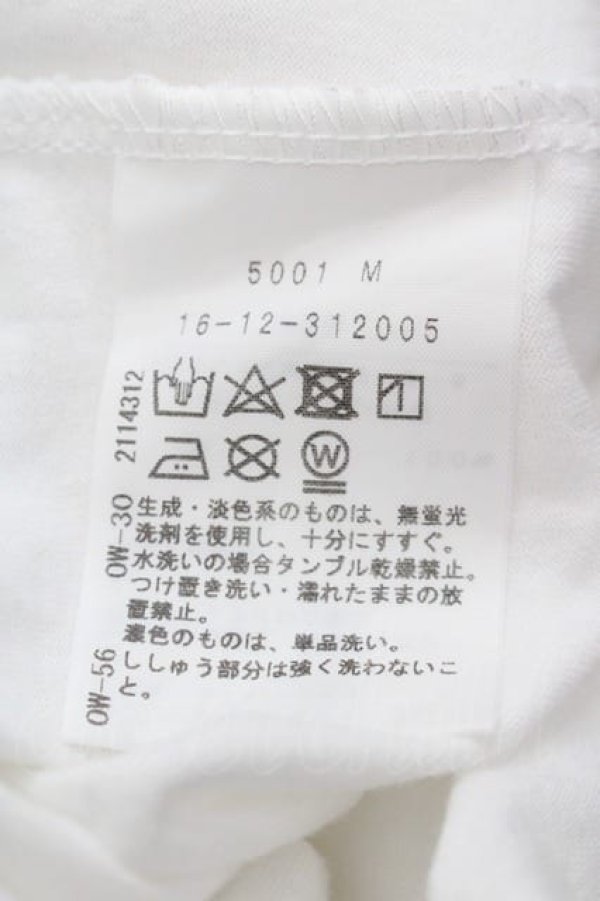 5001 M
16-12-312005
2114312
W
OW-30
生成・淡色系のものは、無蛍光
洗剤を使用し、十分にすすぐ。
水洗いの場合タンブル乾燥禁止。
つけ置き洗い・濡れたままの放
置禁止。
濃色のものは、単品洗い。
OW-56
ししゅう部分は強く洗わないこ
と。